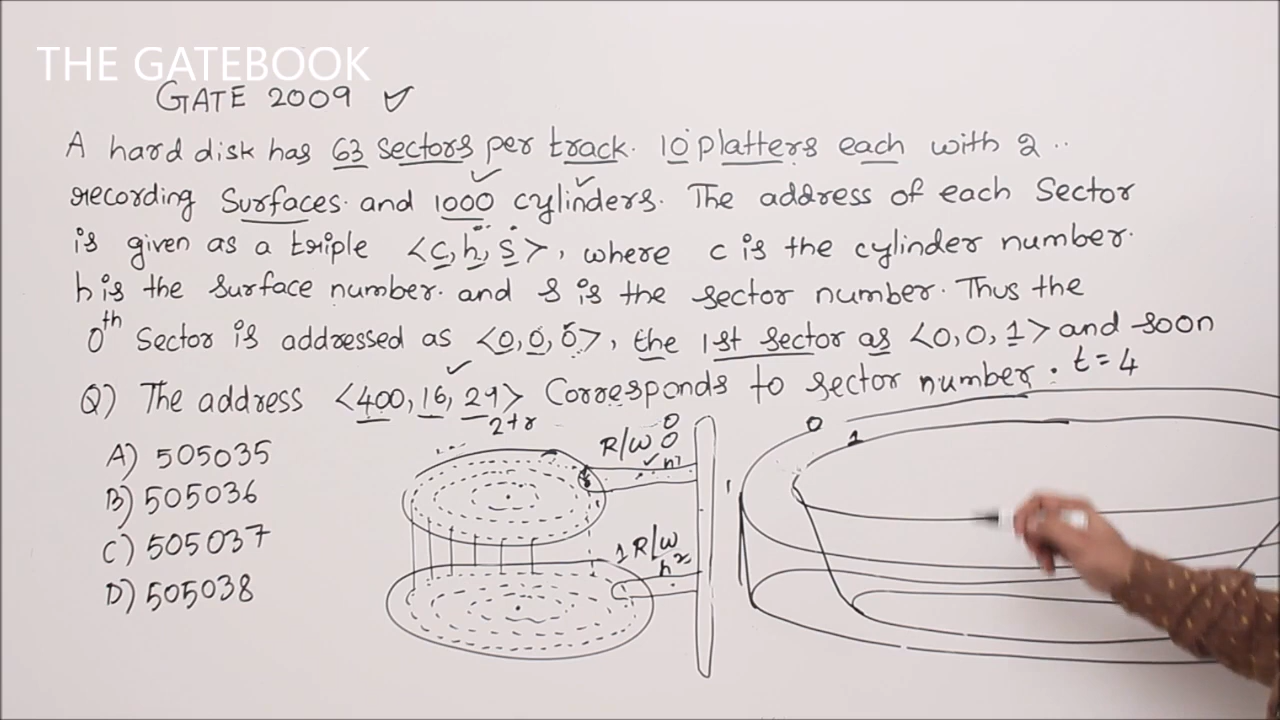 THE GATEBOOK
GATE 2009 ✓
A hard disk has 63 sectors per track. 10 platters each with 2 ..
recording Surfaces. and 1000 cylinders. The address of each Sector
is given as a triple <c, h, s>, where c is the cylinder number.
h is the surface number. and s is the sector number. Thus the
0th Sector is addressed as <0, 0, 0>, the 1st sector as <0, 0, 1> and soon
Q) The address <400, 16, 29> Corresponds to sector number. t = 4
2+r
A) 505035
B) 505036
C) 505037
D) 505038
0
R/W 0
1 R/W
0
1
1